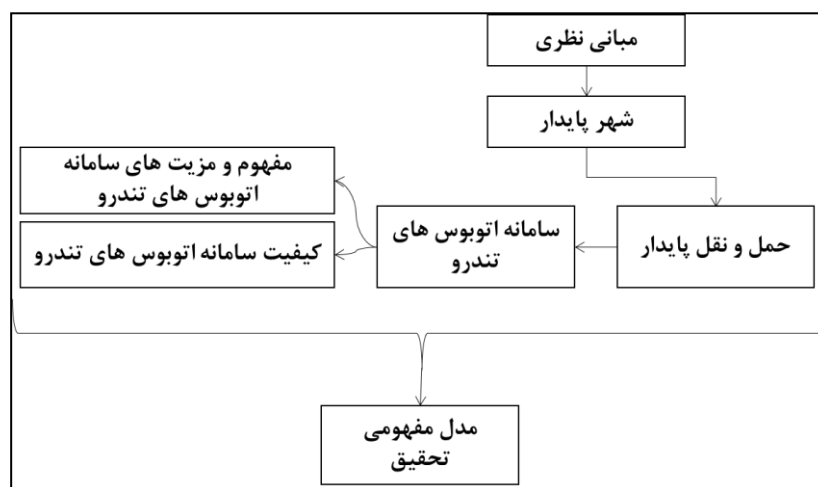 مبانی نظری
شهر پایدار
حمل و نقل پایدار
سامانه اتوبوس های
تندرو
مفهوم و مزیت های سامانه
اتوبوس های تندرو
کیفیت سامانه اتوبوس های تندرو
مدل مفهومی
تحقیق